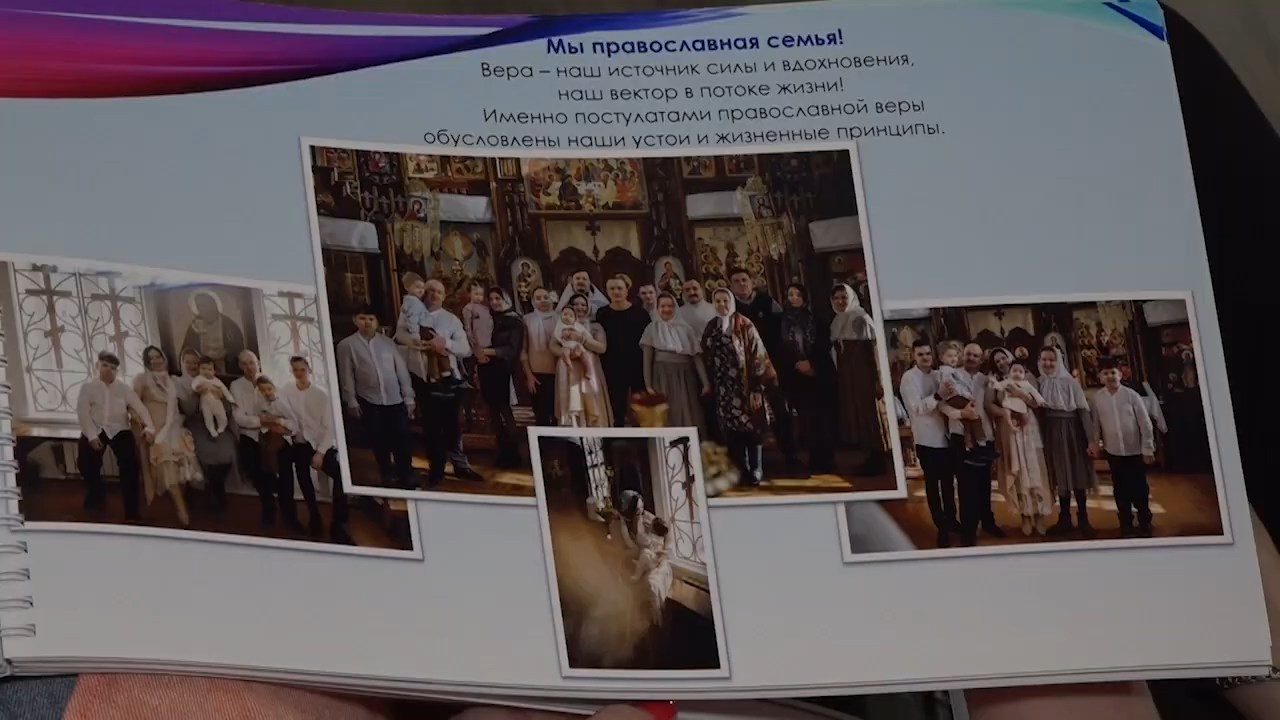 Мы православная семья!
Вера – наш источник силы и вдохновения,
наш вектор в потоке жизни!
Именно постулатами православной веры
обусловлены наши устои и жизненные принципы.